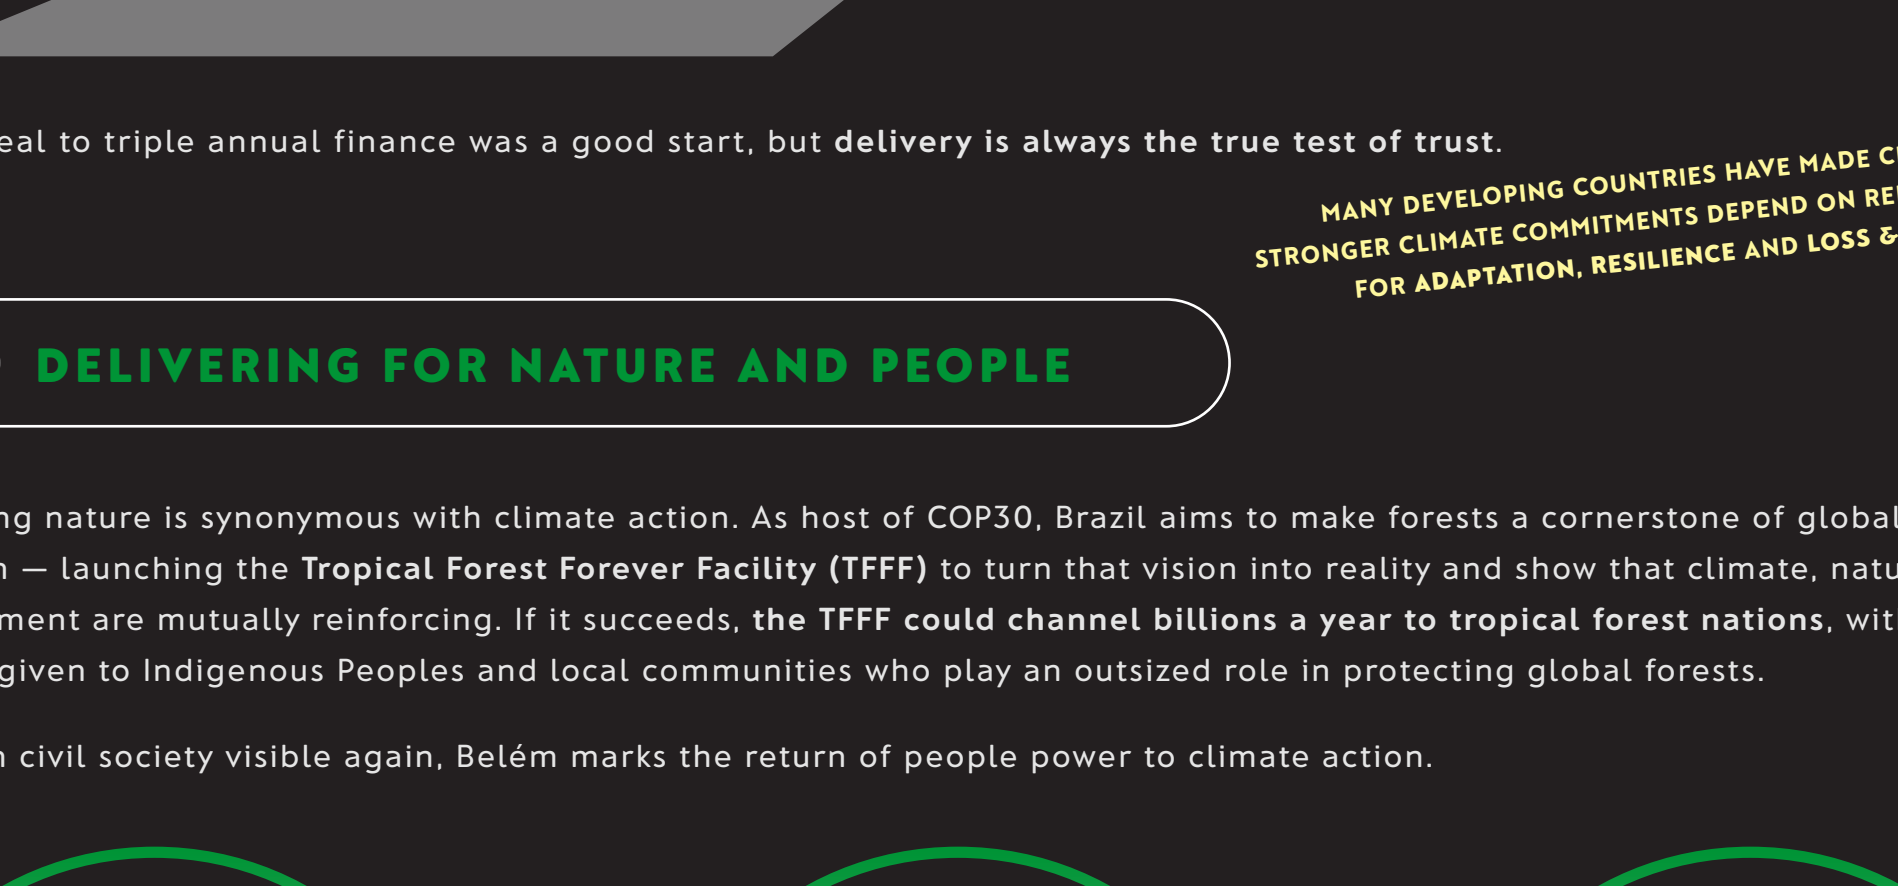 to triple annual finance was a good start, but delivery is always the true test of trust.
MANY DEVELOPING COUNTRIES HAVE MADE
STRONGER CLIMATE COMMITMENTS DEPEND ON
FOR ADAPTATION, RESILIENCE AND LOSS &
DELIVERING FOR NATURE AND PEOPLE
nature is synonymous with climate action. As host of COP30, Brazil aims to make forests a cornerstone of global
— launching the Tropical Forest Forever Facility (TFFF) to turn that vision into reality and show that climate,
are mutually reinforcing. If it succeeds, the TFFF could channel billions a year to tropical forest nations,
given to Indigenous Peoples and local communities who play an outsized role in protecting global forests.
civil society visible again, Belém marks the return of people power to climate action.